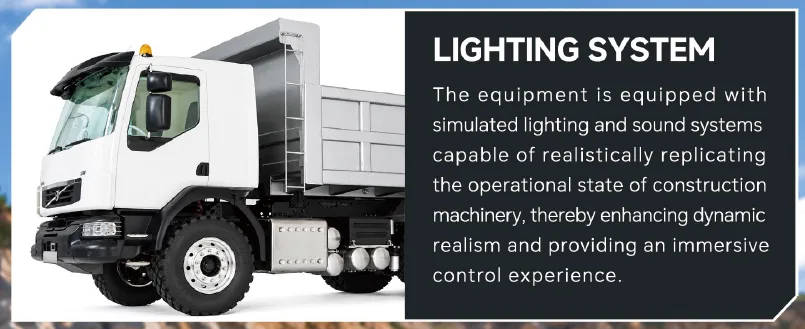 LIGHTING SYSTEM
The equipment is equipped with
simulated lighting and sound systems
capable of realistically replicating
the operational state of construction
machinery, thereby enhancing dynamic
realism and providing an immersive
control experience.